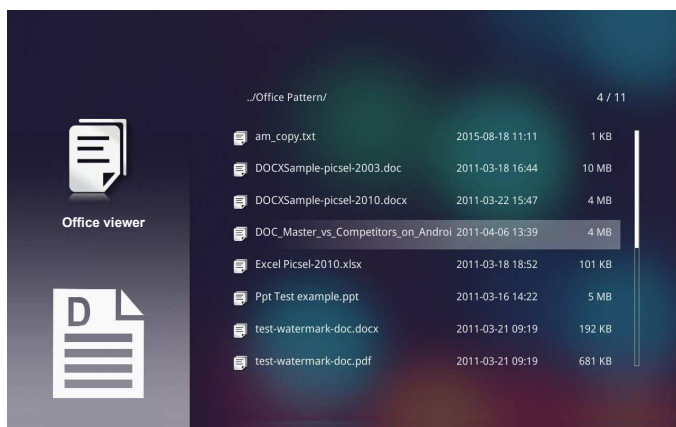 ../Office Pattern/ 4 / 11
am_copy.txt 2015-08-18 11:11 1 KB
DOCXSample-picsel-2003.doc 2011-03-18 16:44 10 MB
DOCXSample-picsel-2010.docx 2011-03-22 15:47 4 MB
Office viewer
DOC_Master_vs_Competitors_on_Androi 2011-04-06 13:39 4 MB
Excel Picsel-2010.xlsx 2011-03-18 18:52 101 KB
Ppt Test example.ppt 2011-03-16 14:22 5 MB
D
test-watermark-doc.docx 2011-03-21 09:19 192 KB
test-watermark-doc.pdf 2011-03-21 09:19 681 KB